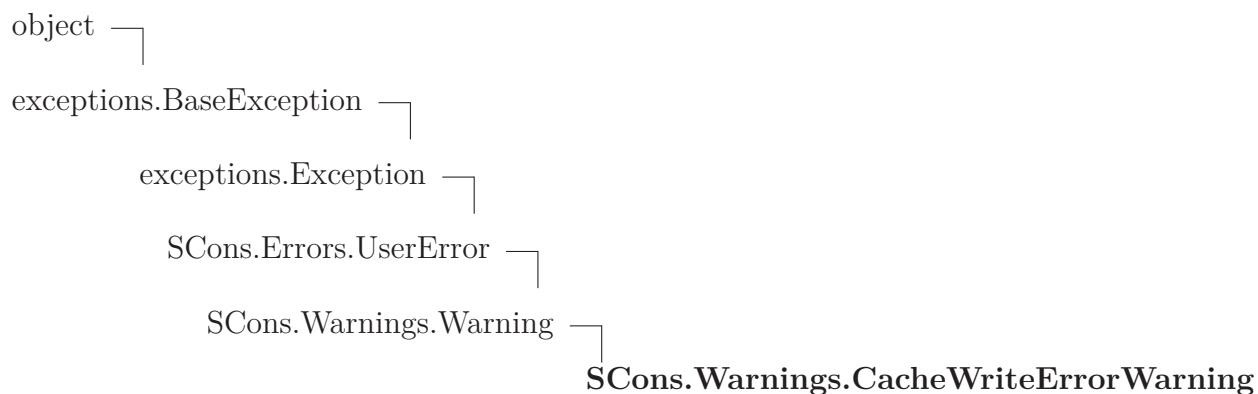 object
exceptions.BaseException
exceptions.Exception
SCons.Errors.UserError
SCons.Warnings.Warning
SCons.Warnings.CacheWriteErrorWarning